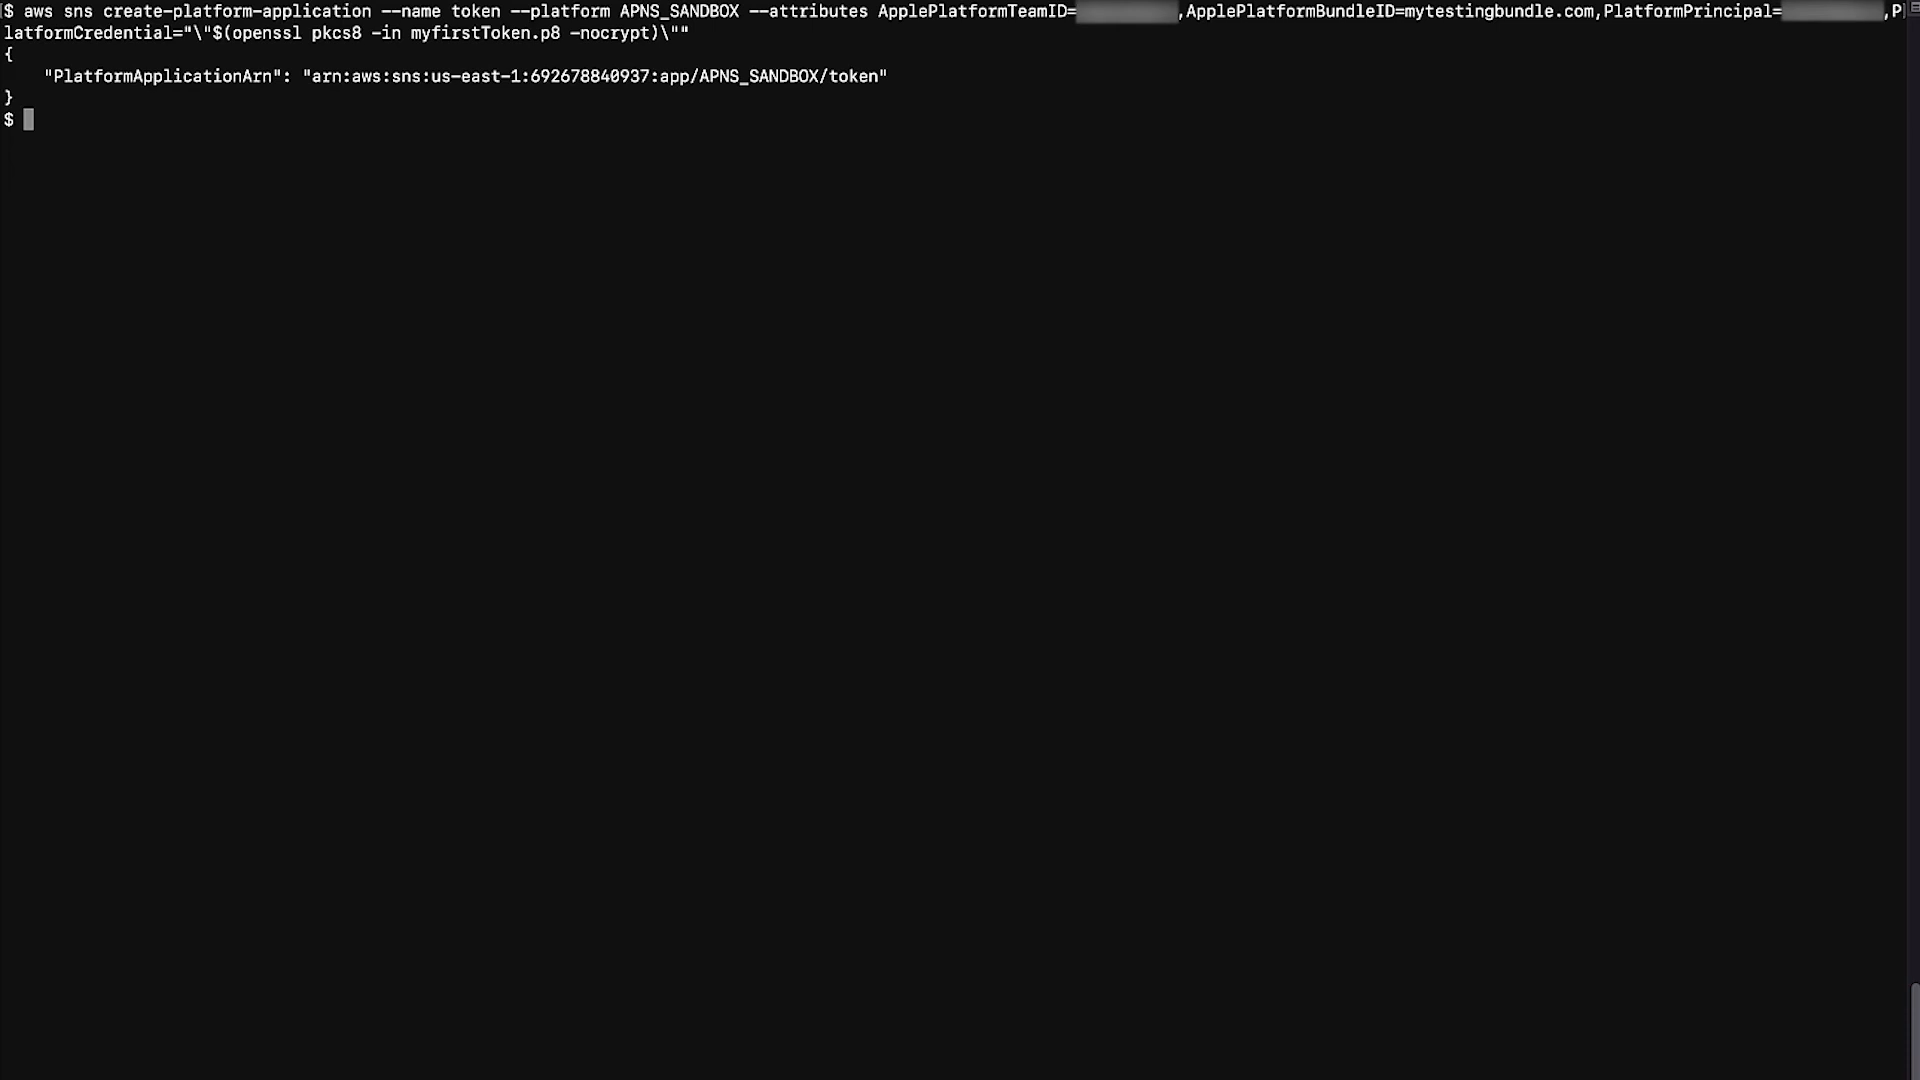 $ aws sns create-platform-application --name token --platform APNS_SANDBOX --attributes ApplePlatformTeamID= ,ApplePlatformBundleID=mytestingbundle.com,PlatformPrincipal= ,P
latformCredential="\"$(openssl pkcs8 -in myfirstToken.p8 -nocrypt)\""
{
"PlatformApplicationArn": "arn:aws:sns:us-east-1:692678840937:app/APNS_SANDBOX/token"
}
$